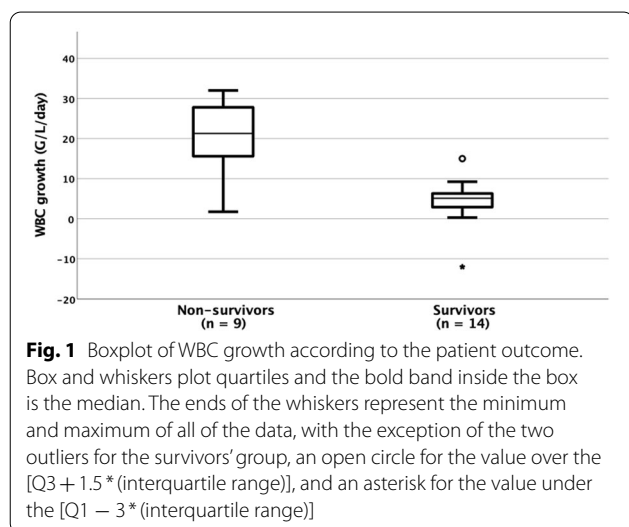 40
30
20
10
0
-10
-20
WBC growth (G/L/day)
Non-survivors
(n = 9)
Survivors
(n = 14)
*
Fig. 1 Boxplot of WBC growth according to the patient outcome.
Box and whiskers plot quartiles and the bold band inside the box
is the median. The ends of the whiskers represent the minimum
and maximum of all of the data, with the exception of the two
outliers for the survivors' group, an open circle for the value over the
[Q3 + 1.5 * (interquartile range)], and an asterisk for the value under
the [Q1 − 3 * (interquartile range)]